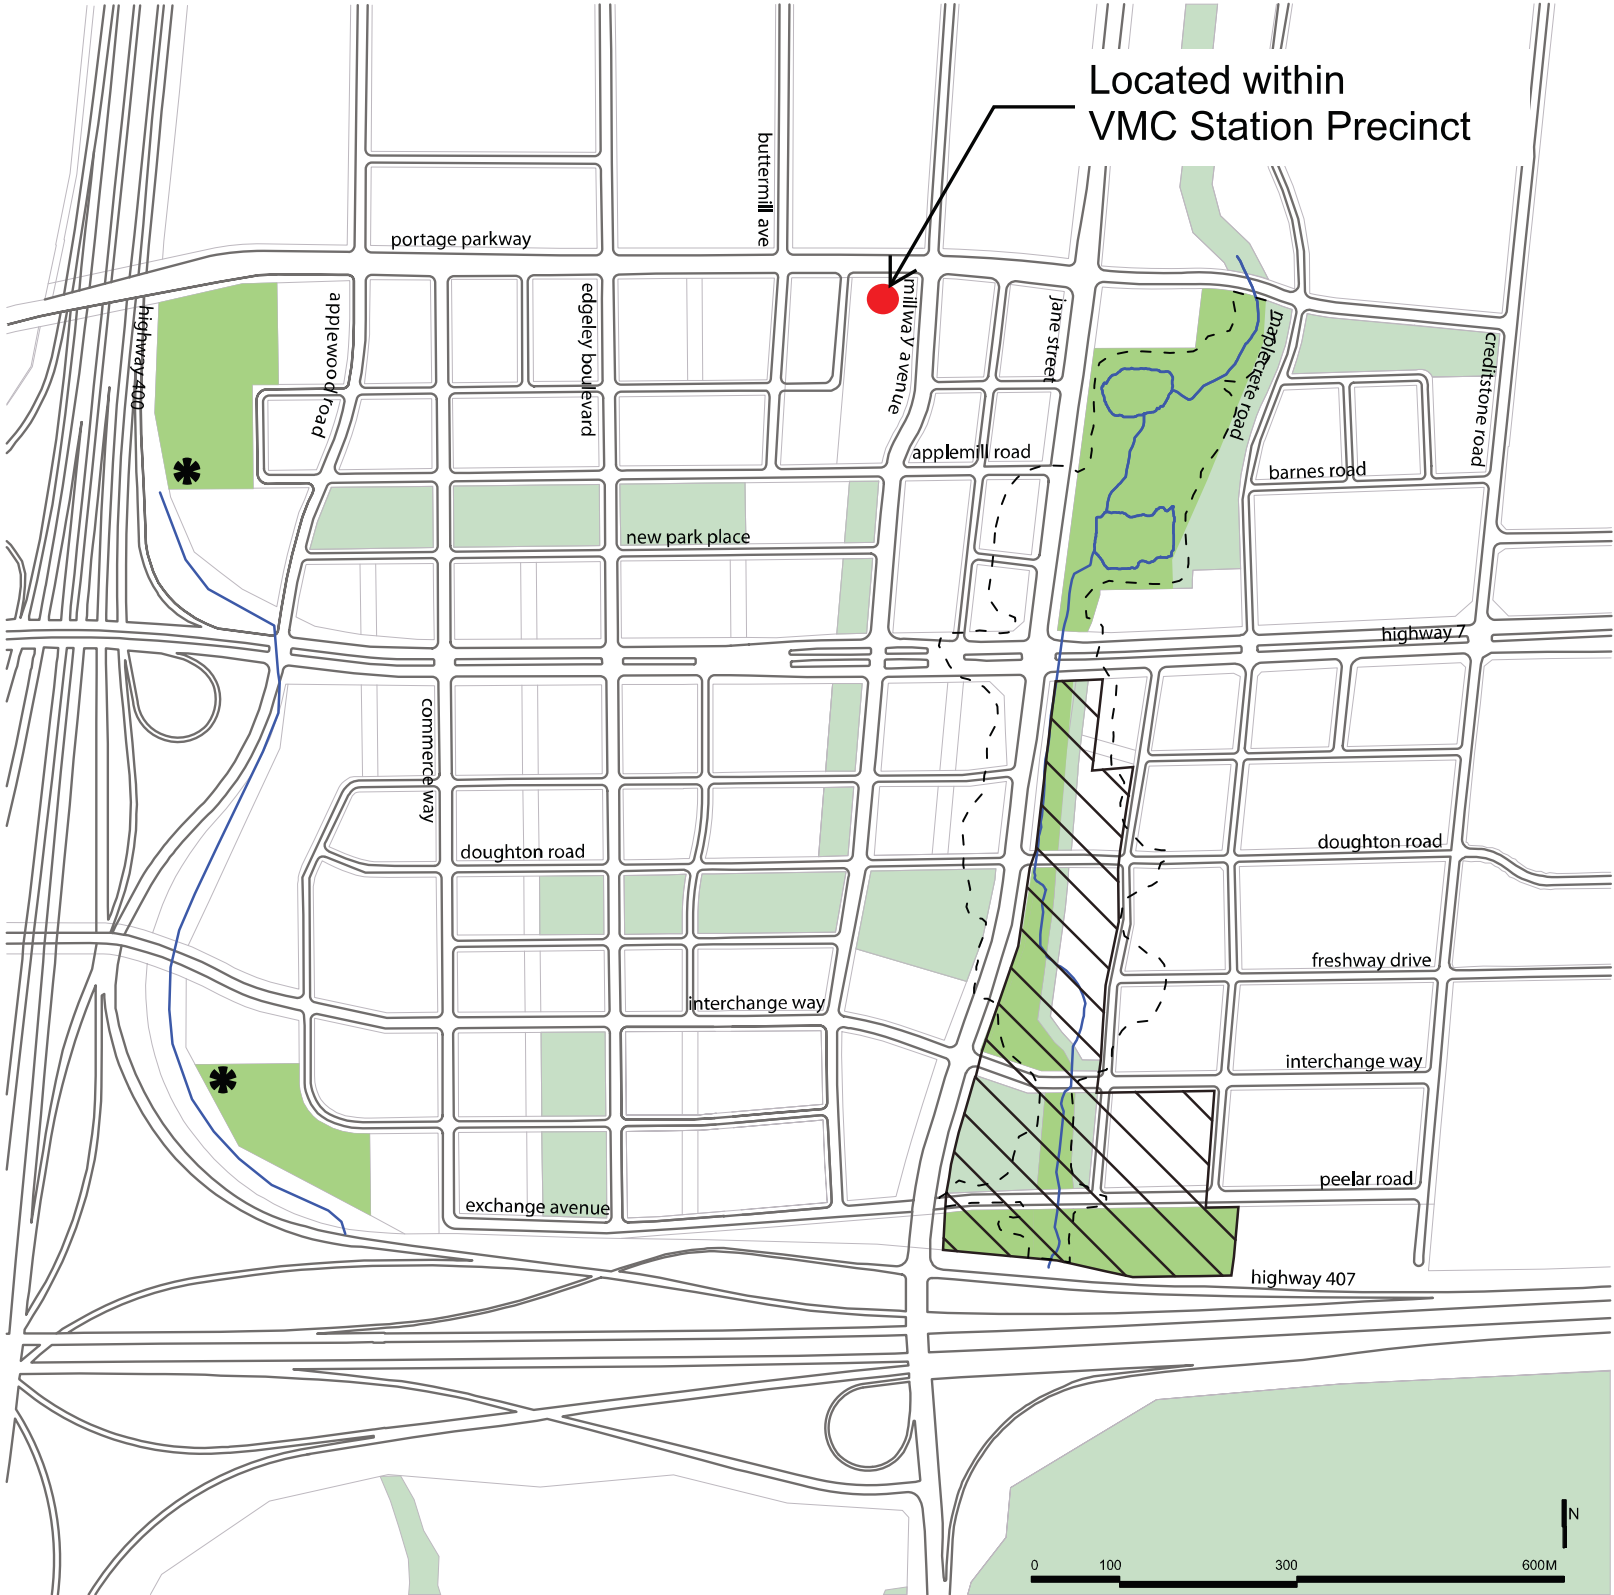 Located within
VMC Station Precinct
buttermill ave
portage parkway
highway 400
applewood road
edgeley boulevard
millway avenue
jane street
maplecrete road
creditstone road
applemill road
barnes road
new park place
highway 7
commerce way
doughton road
doughton road
freshway drive
interchange way
interchange way
peelar road
exchange avenue
highway 407
N
0 100 300 600M